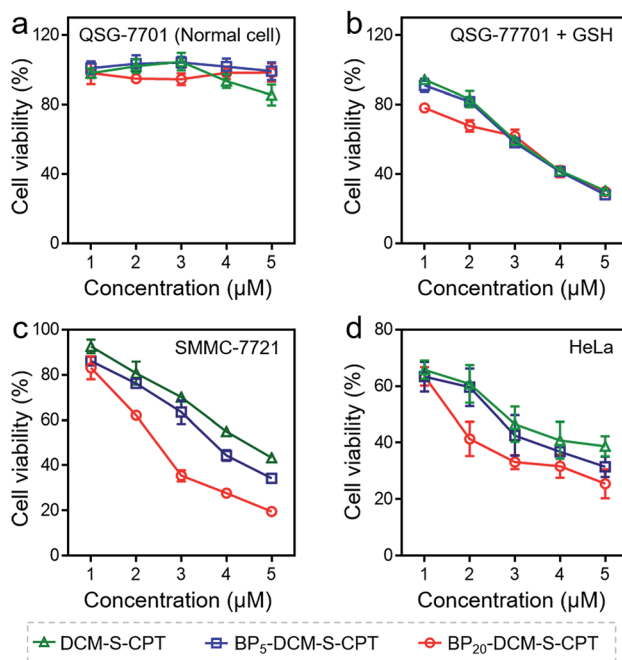 a QSG-7701 (Normal cell)
Cell viability (%)
120
80
40
0
1 2 3 4 5
Concentration (µM)
b QSG-77701 + GSH
Cell viability (%)
120
80
40
0
1 2 3 4 5
Concentration (µM)
c SMMC-7721
Cell viability (%)
100
80
60
40
20
0
1 2 3 4 5
Concentration (µM)
d HeLa
Cell viability (%)
80
60
40
20
0
1 2 3 4 5
Concentration (µM)
DCM-S-CPT BP₅-DCM-S-CPT BP₂₀-DCM-S-CPT